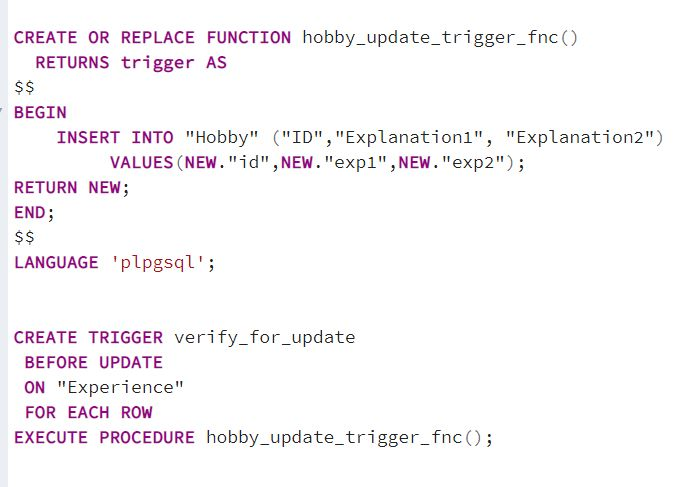 CREATE OR REPLACE FUNCTION hobby_update_trigger_fnc()
RETURNS trigger AS
$$
BEGIN
INSERT INTO "Hobby" ("ID","Explanation1", "Explanation2")
VALUES(NEW."id",NEW."exp1",NEW."exp2");
RETURN NEW;
END;
$$
LANGUAGE 'plpgsql';
CREATE TRIGGER verify_for_update
BEFORE UPDATE
ON "Experience"
FOR EACH ROW
EXECUTE PROCEDURE hobby_update_trigger_fnc();